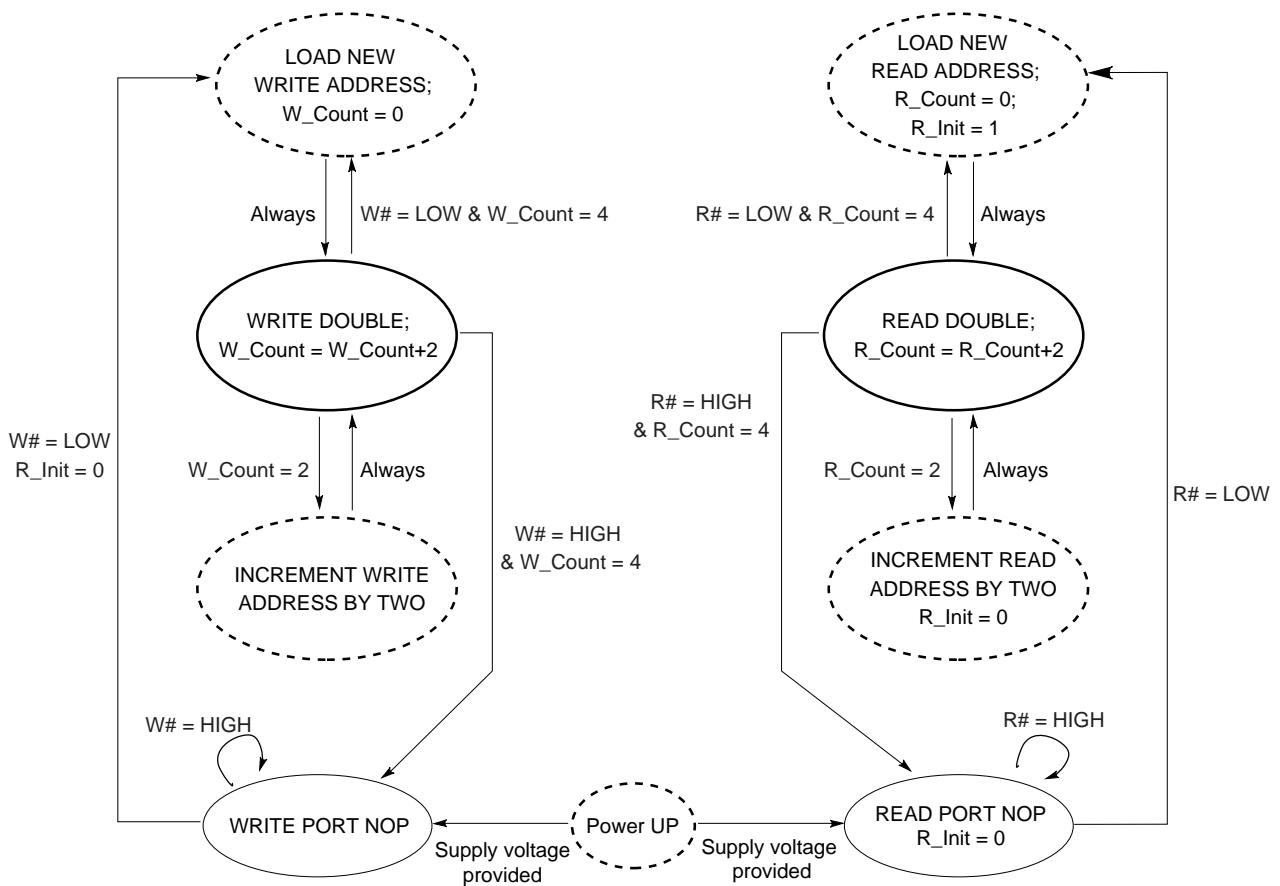 LOAD NEW
WRITE ADDRESS;
W_Count = 0
LOAD NEW
READ ADDRESS;
R_Count = 0;
R_Init = 1
Always
W# = LOW & W_Count = 4
R# = LOW & R_Count = 4
Always
WRITE DOUBLE;
W_Count = W_Count+2
READ DOUBLE;
R_Count = R_Count+2
W# = LOW
R_Init = 0
W_Count = 2
Always
R# = HIGH
& R_Count = 4
R_Count = 2
Always
R# = LOW
W# = HIGH
& W_Count = 4
INCREMENT WRITE
ADDRESS BY TWO
INCREMENT READ
ADDRESS BY TWO
R_Init = 0
W# = HIGH
R# = HIGH
WRITE PORT NOP
Power UP
READ PORT NOP
R_Init = 0
Supply voltage
provided
Supply voltage
provided